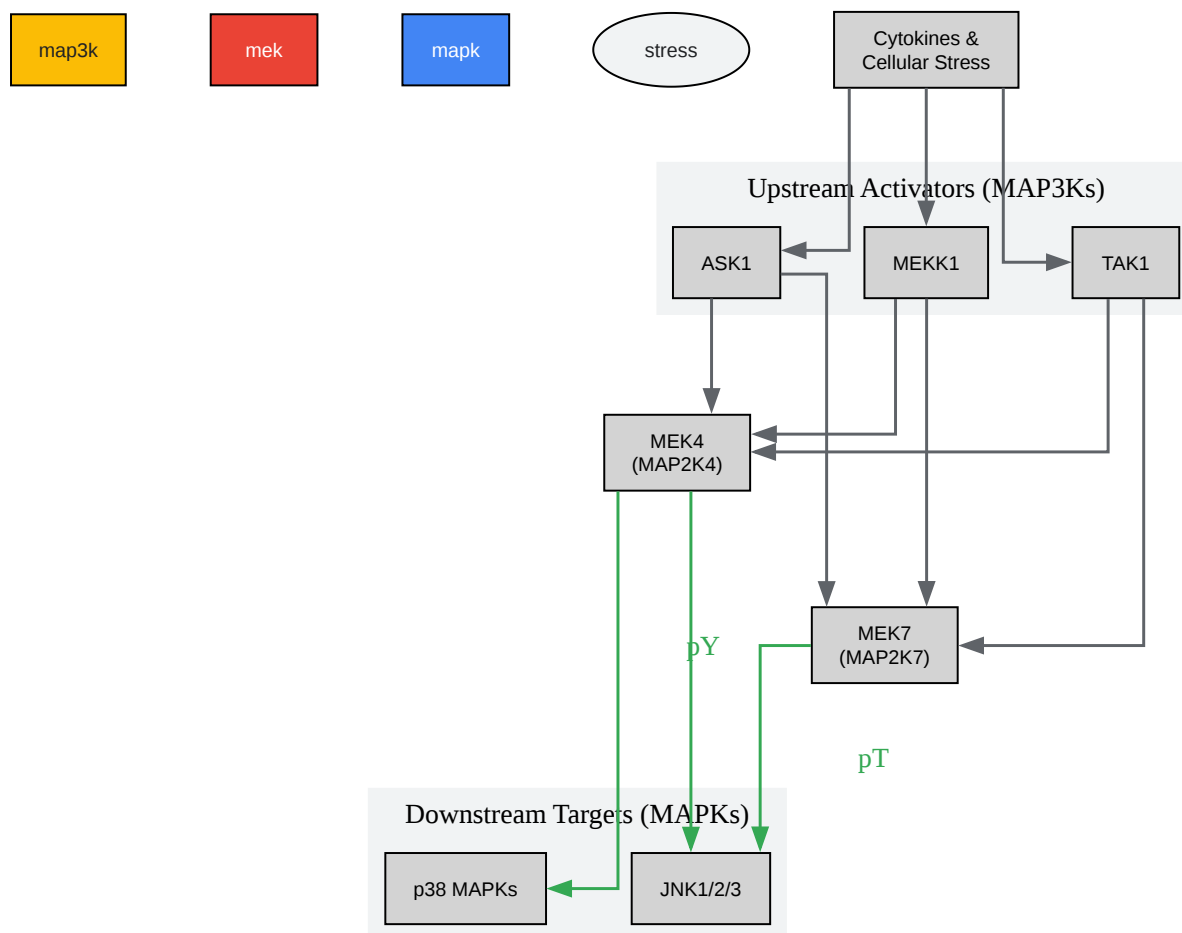 map3k
mek
mapk
stress
Cytokines &
Cellular Stress
Upstream Activators (MAP3Ks)
ASK1
MEKK1
TAK1
MEK4
(MAP2K4)
MEK7
(MAP2K7)
pY
pT
Downstream Targets (MAPKs)
p38 MAPKs
JNK1/2/3